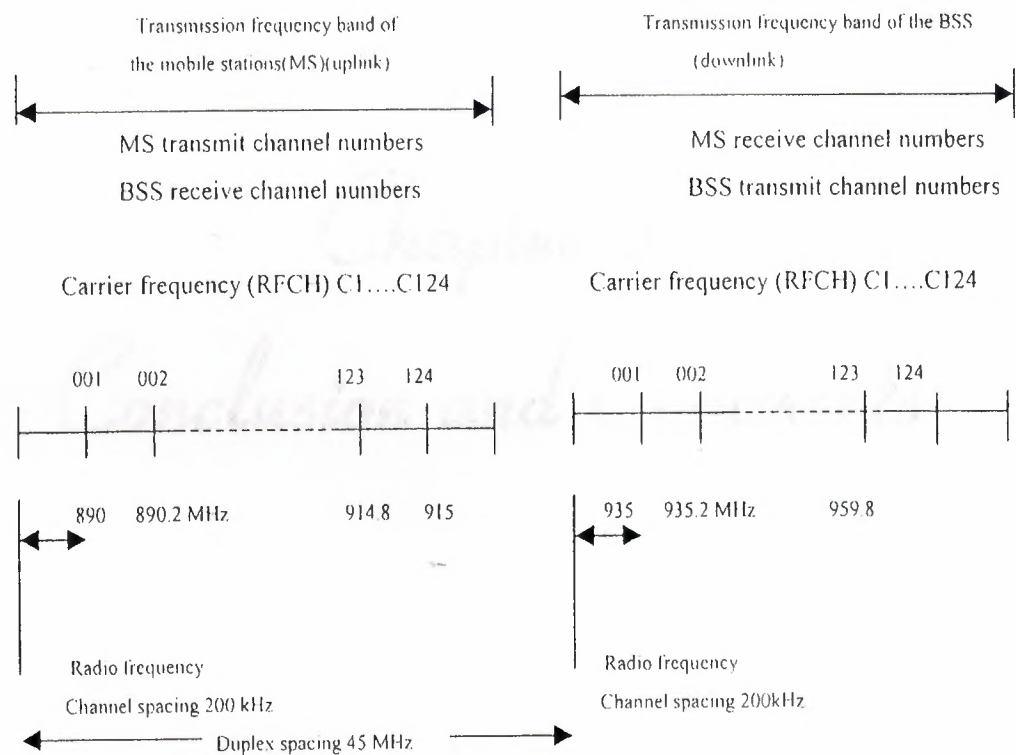 Transmission frequency band of
the mobile stations(MS)(uplink)
Transmission frequency band of the BSS
(downlink)
MS transmit channel numbers
BSS receive channel numbers
MS receive channel numbers
BSS transmit channel numbers
Carrier frequency (RFCH) C1....C124
Carrier frequency (RFCH) C1....C124
001 002 123 124
001 002 123 124
890 890.2 MHz 914.8 915
935 935.2 MHz 959.8
Radio frequency
Channel spacing 200 kHz
Radio frequency
Channel spacing 200kHz
Duplex spacing 45 MHz